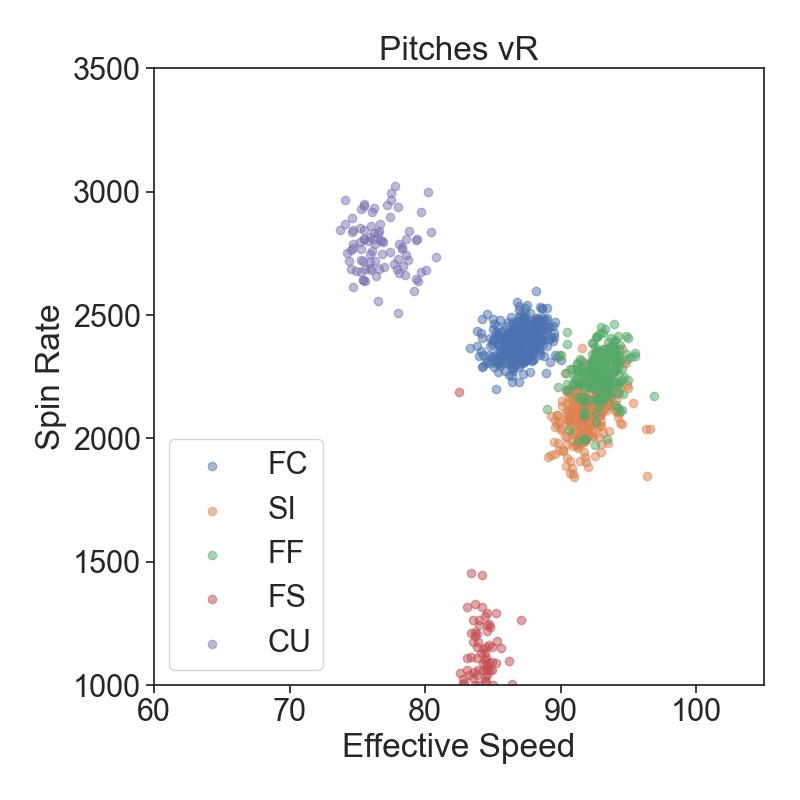 Pitches vR
3500
3000
2500
2000
1500
1000
Spin Rate
FC
SI
FF
FS
CU
60 70 80 90 100
Effective Speed